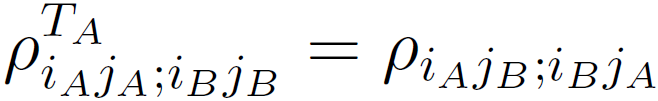 ρ^{T_A}_{i_A j_A; i_B j_B} = ρ_{i_A j_B; i_B j_A}